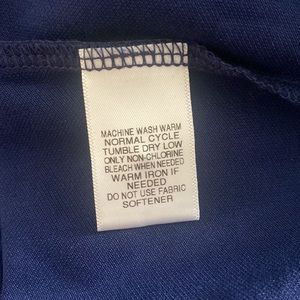 MACHINE WASH WARM
NORMAL CYCLE
TUMBLE DRY LOW
ONLY NON-CHLORINE
BLEACH WHEN NEEDED
WARM IRON IF
NEEDED
DO NOT USE FABRIC
SOFTENER